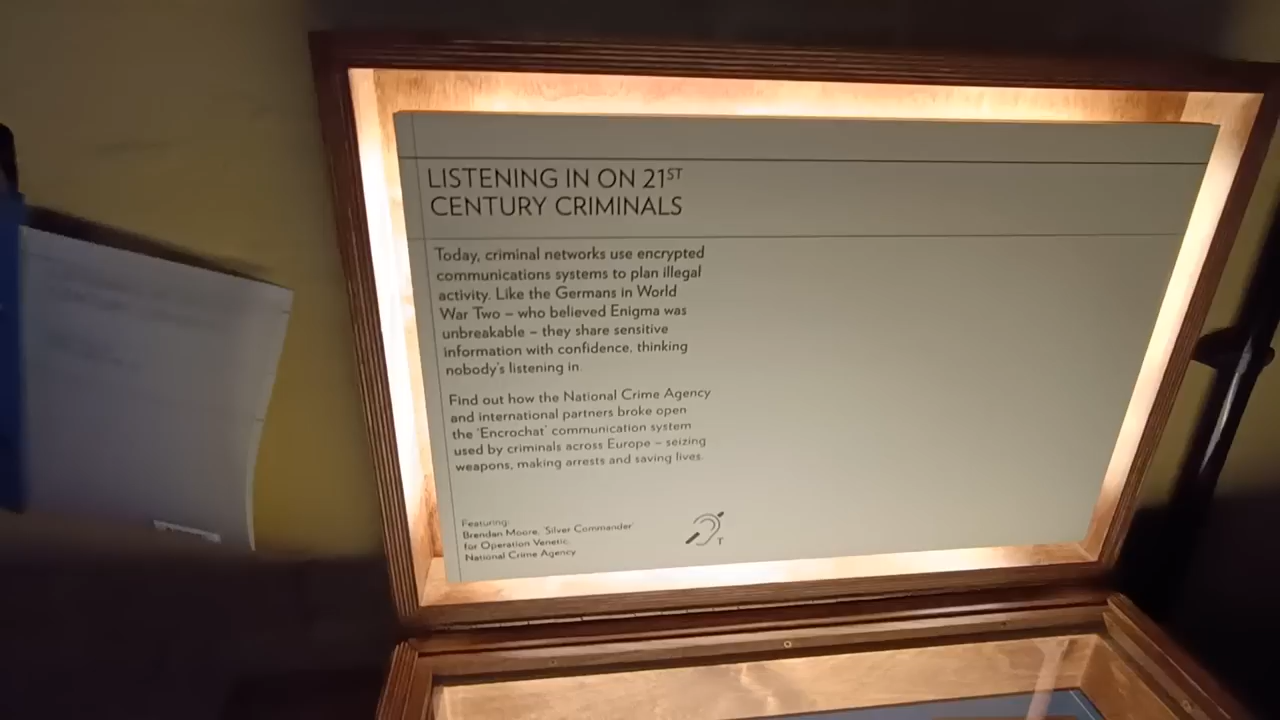 LISTENING IN ON 21ST
CENTURY CRIMINALS
Today, criminal networks use encrypted
communications systems to plan illegal
activity. Like the Germans in World
War Two – who believed Enigma was
unbreakable – they share sensitive
information with confidence, thinking
nobody's listening in.
Find out how the National Crime Agency
and international partners broke open
the 'Encrochat' communication system
used by criminals across Europe – seizing
weapons, making arrests and saving lives.
Featuring:
Brendan Moore, 'Silver Commander'
for Operation Venetic,
National Crime Agency
T